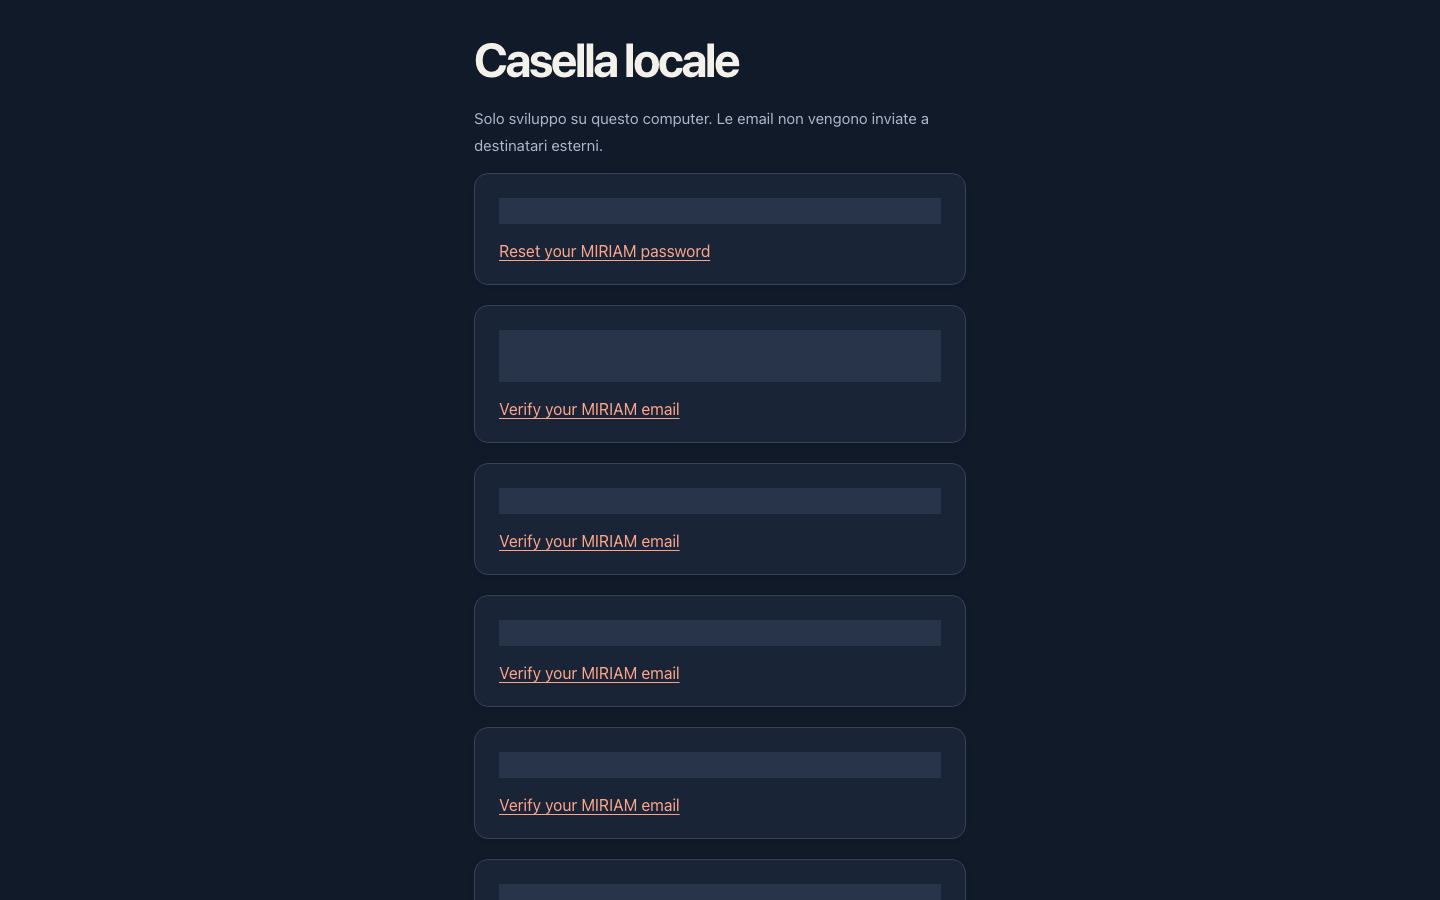 Casella locale
Solo sviluppo su questo computer. Le email non vengono inviate a
destinatari esterni.
Reset your MIRIAM password
Verify your MIRIAM email
Verify your MIRIAM email
Verify your MIRIAM email
Verify your MIRIAM email